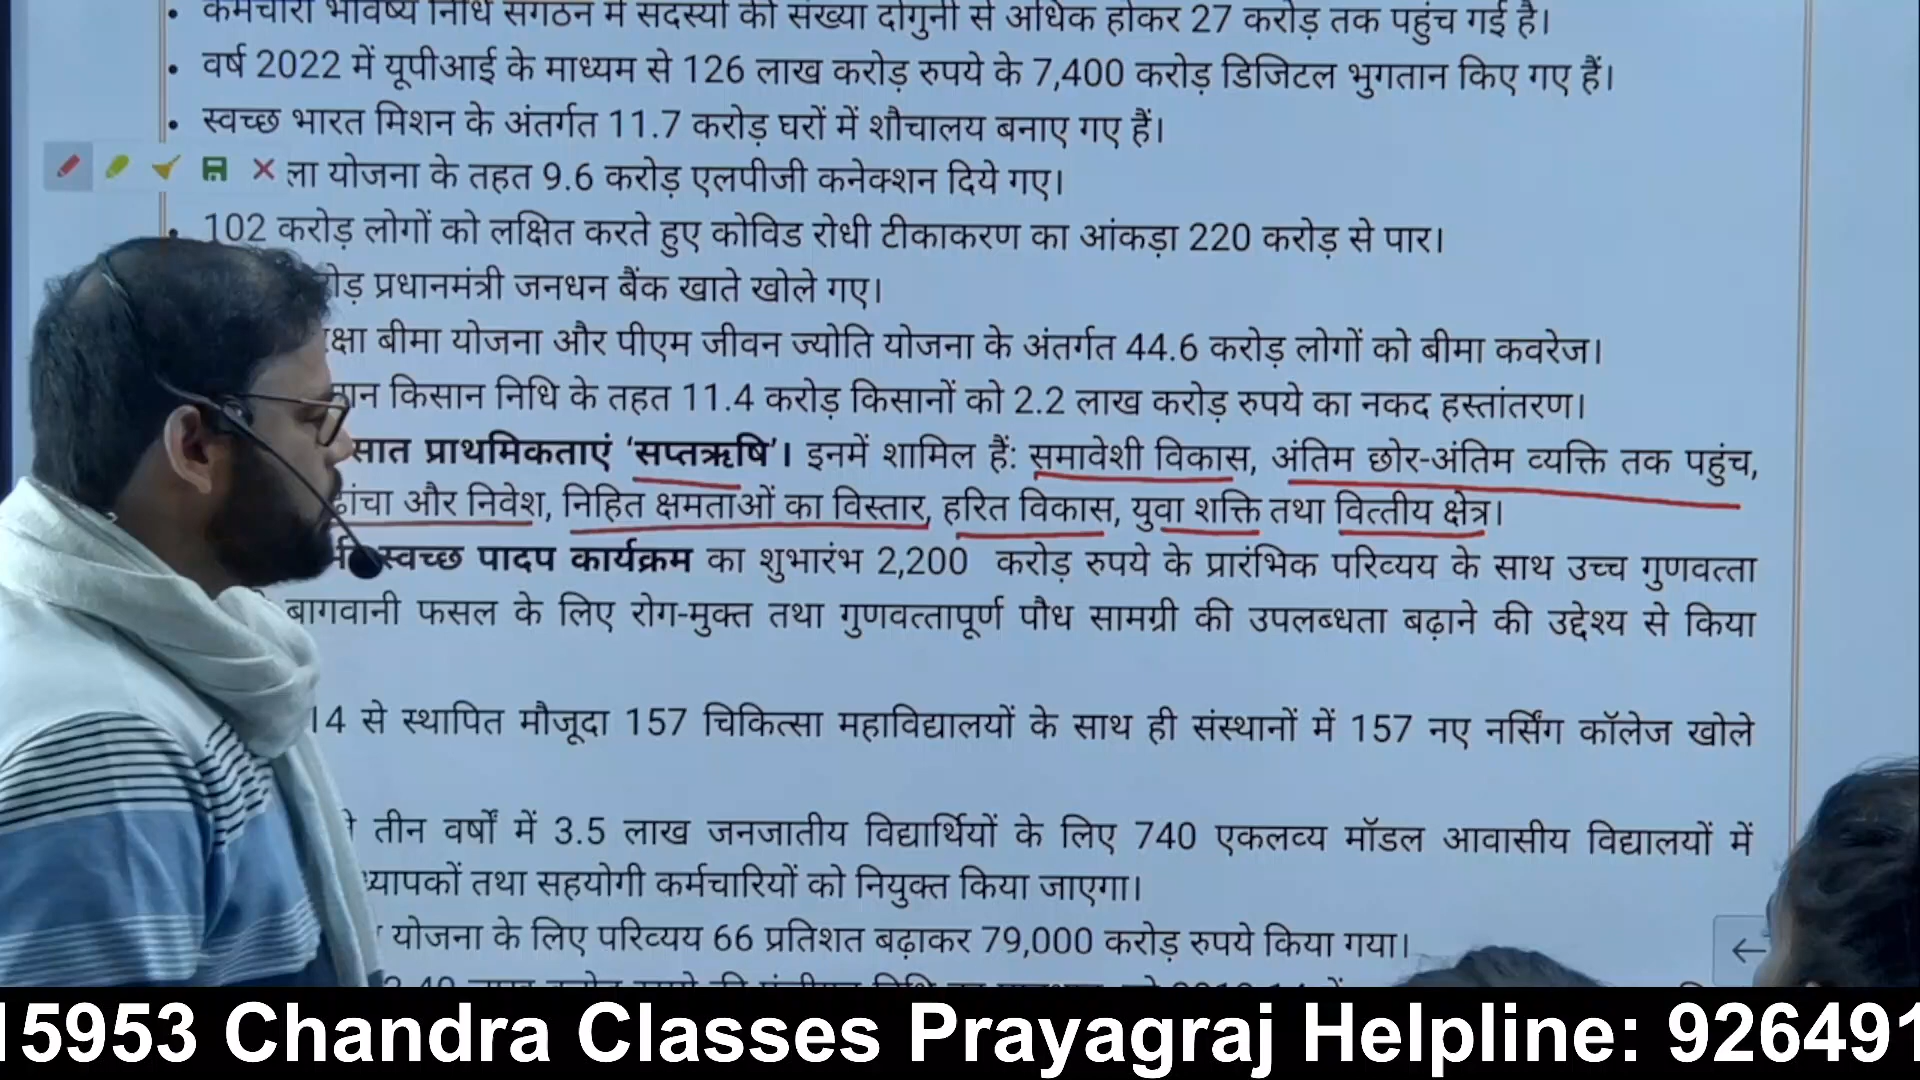 कर्मचारी भविष्य निधि संगठन में सदस्यों की संख्या दोगुनी से अधिक होकर 27 करोड़ तक पहुंच गई है।
• वर्ष 2022 में यूपीआई के माध्यम से 126 लाख करोड़ रुपये के 7,400 करोड़ डिजिटल भुगतान किए गए हैं।
• स्वच्छ भारत मिशन के अंतर्गत 11.7 करोड़ घरों में शौचालय बनाए गए हैं।
ला योजना के तहत 9.6 करोड़ एलपीजी कनेक्शन दिये गए।
• 102 करोड़ लोगों को लक्षित करते हुए कोविड रोधी टीकाकरण का आंकड़ा 220 करोड़ से पार।
प्रधानमंत्री जनधन बैंक खाते खोले गए।
बीमा योजना और पीएम जीवन ज्योति योजना के अंतर्गत 44.6 करोड़ लोगों को बीमा कवरेज।
किसान निधि के तहत 11.4 करोड़ किसानों को 2.2 लाख करोड़ रुपये का नकद हस्तांतरण।
सात प्राथमिकताएं ‘सप्तऋषि’। इनमें शामिल हैं: समावेशी विकास, अंतिम छोर-अंतिम व्यक्ति तक पहुंच,
और निवेश, निहित क्षमताओं का विस्तार, हरित विकास, युवा शक्ति तथा वित्तीय क्षेत्र।
स्वच्छ पादप कार्यक्रम का शुभारंभ 2,200 करोड़ रुपये के प्रारंभिक परिव्यय के साथ उच्च गुणवत्ता
बागवानी फसल के लिए रोग-मुक्त तथा गुणवत्तापूर्ण पौध सामग्री की उपलब्धता बढ़ाने की उद्देश्य से किया
14 से स्थापित मौजूदा 157 चिकित्सा महाविद्यालयों के साथ ही संस्थानों में 157 नए नर्सिंग कॉलेज खोले
तीन वर्षों में 3.5 लाख जनजातीय विद्यार्थियों के लिए 740 एकलव्य मॉडल आवासीय विद्यालयों में
तथा सहयोगी कर्मचारियों को नियुक्त किया जाएगा।
योजना के लिए परिव्यय 66 प्रतिशत बढ़ाकर 79,000 करोड़ रुपये किया गया।
15953 Chandra Classes Prayagraj Helpline: 926491